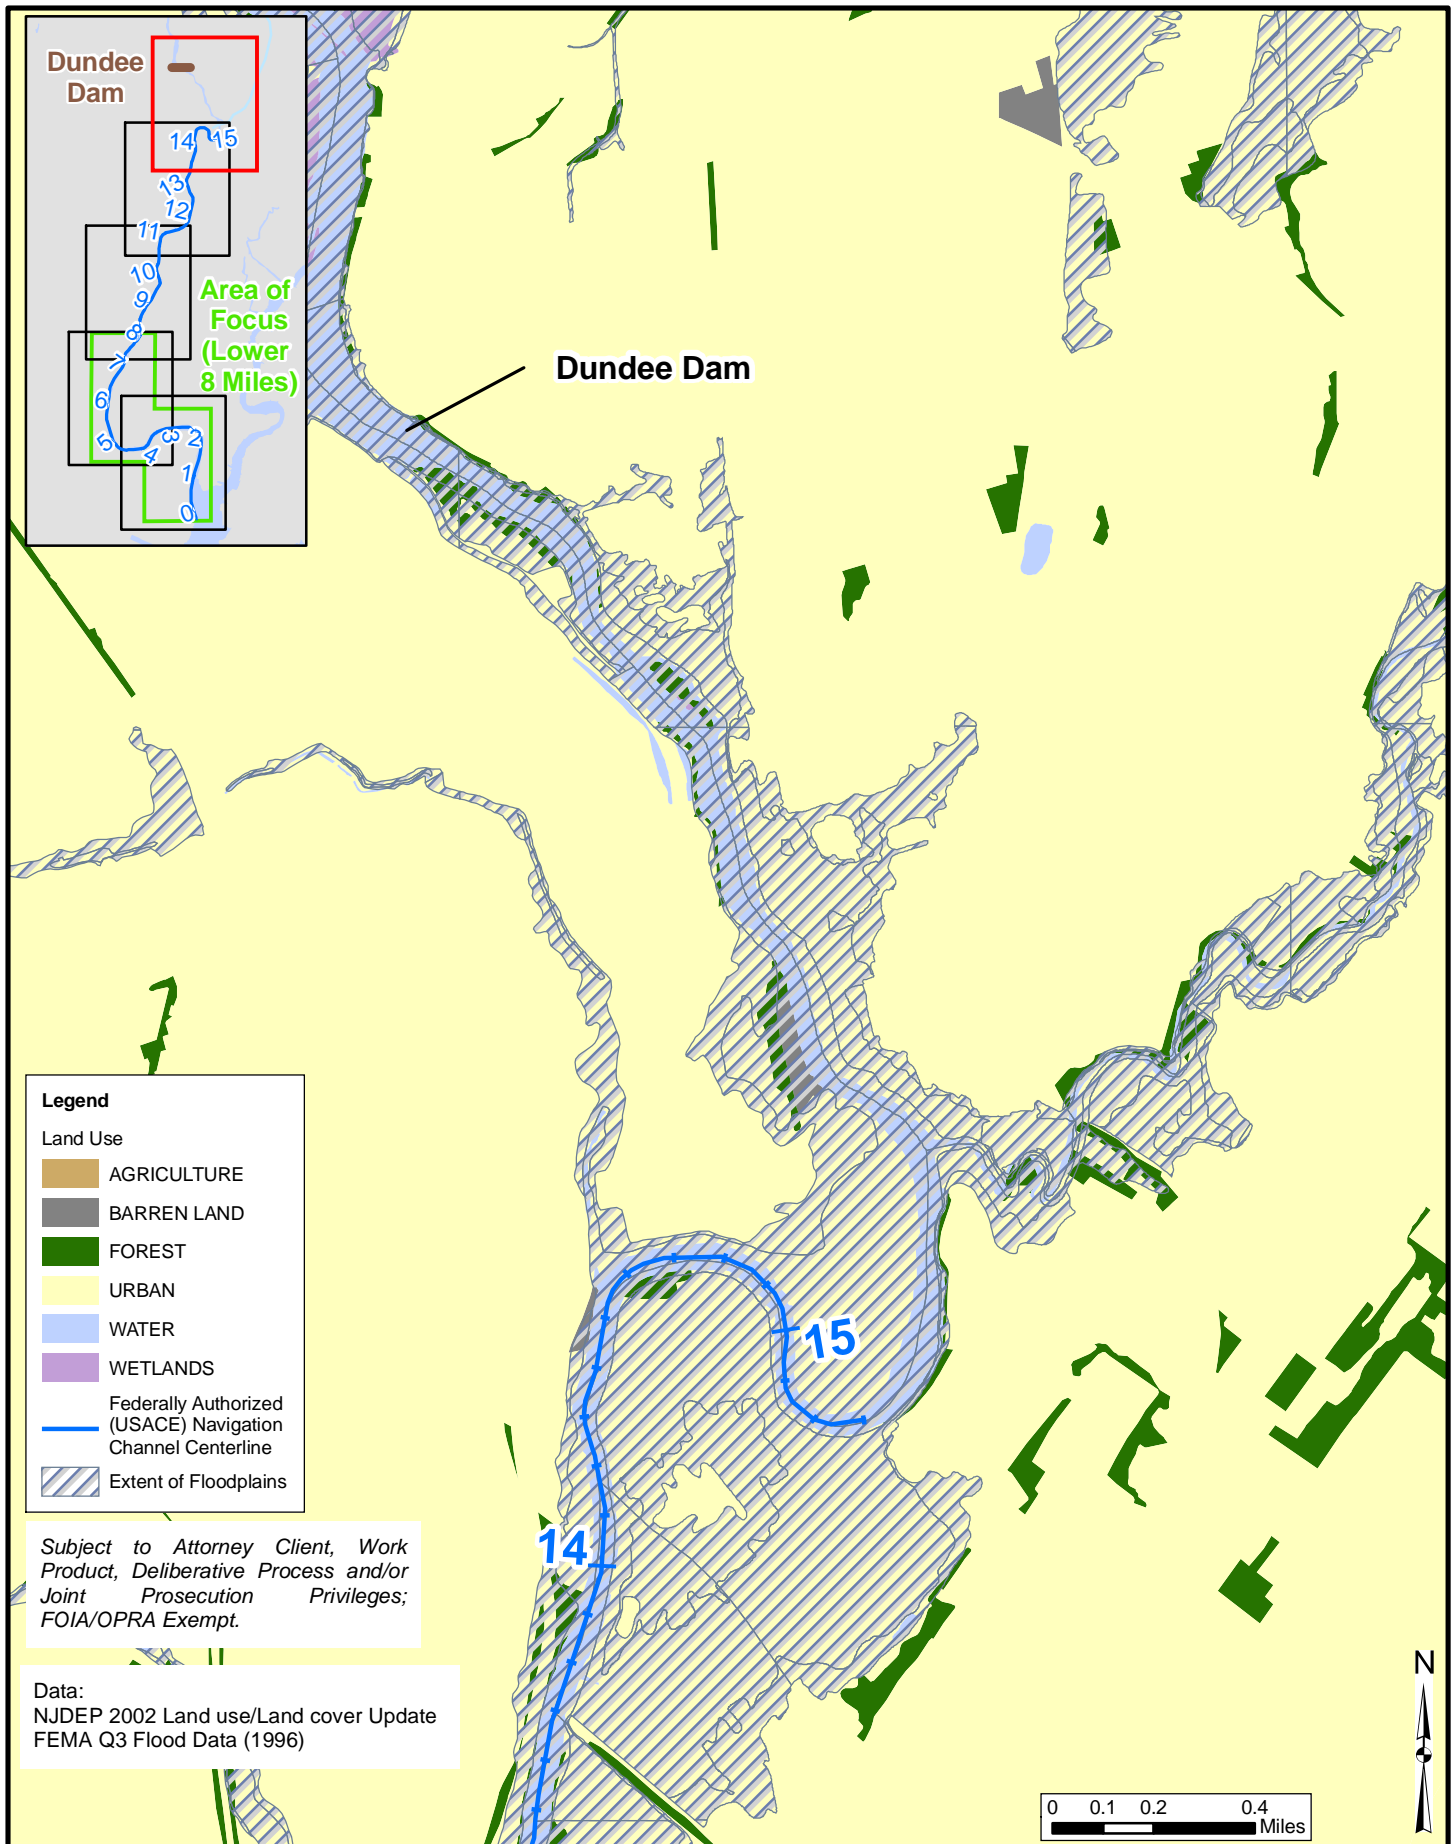 Dundee
Dam
14
15
13
12
11
10
9
8
7
6
5
4
3
2
1
0
Area of
Focus
(Lower
8 Miles)
Dundee Dam
15
14
Legend
Land Use
AGRICULTURE
BARREN LAND
FOREST
URBAN
WATER
WETLANDS
Federally Authorized
(USACE) Navigation
Channel Centerline
Extent of Floodplains
Subject to Attorney Client, Work
Product, Deliberative Process and/or
Joint Prosecution Privileges;
FOIA/OPRA Exempt.
Data:
NJDEP 2002 Land use/Land cover Update
FEMA Q3 Flood Data (1996)
N
0 0.1 0.2 0.4
Miles